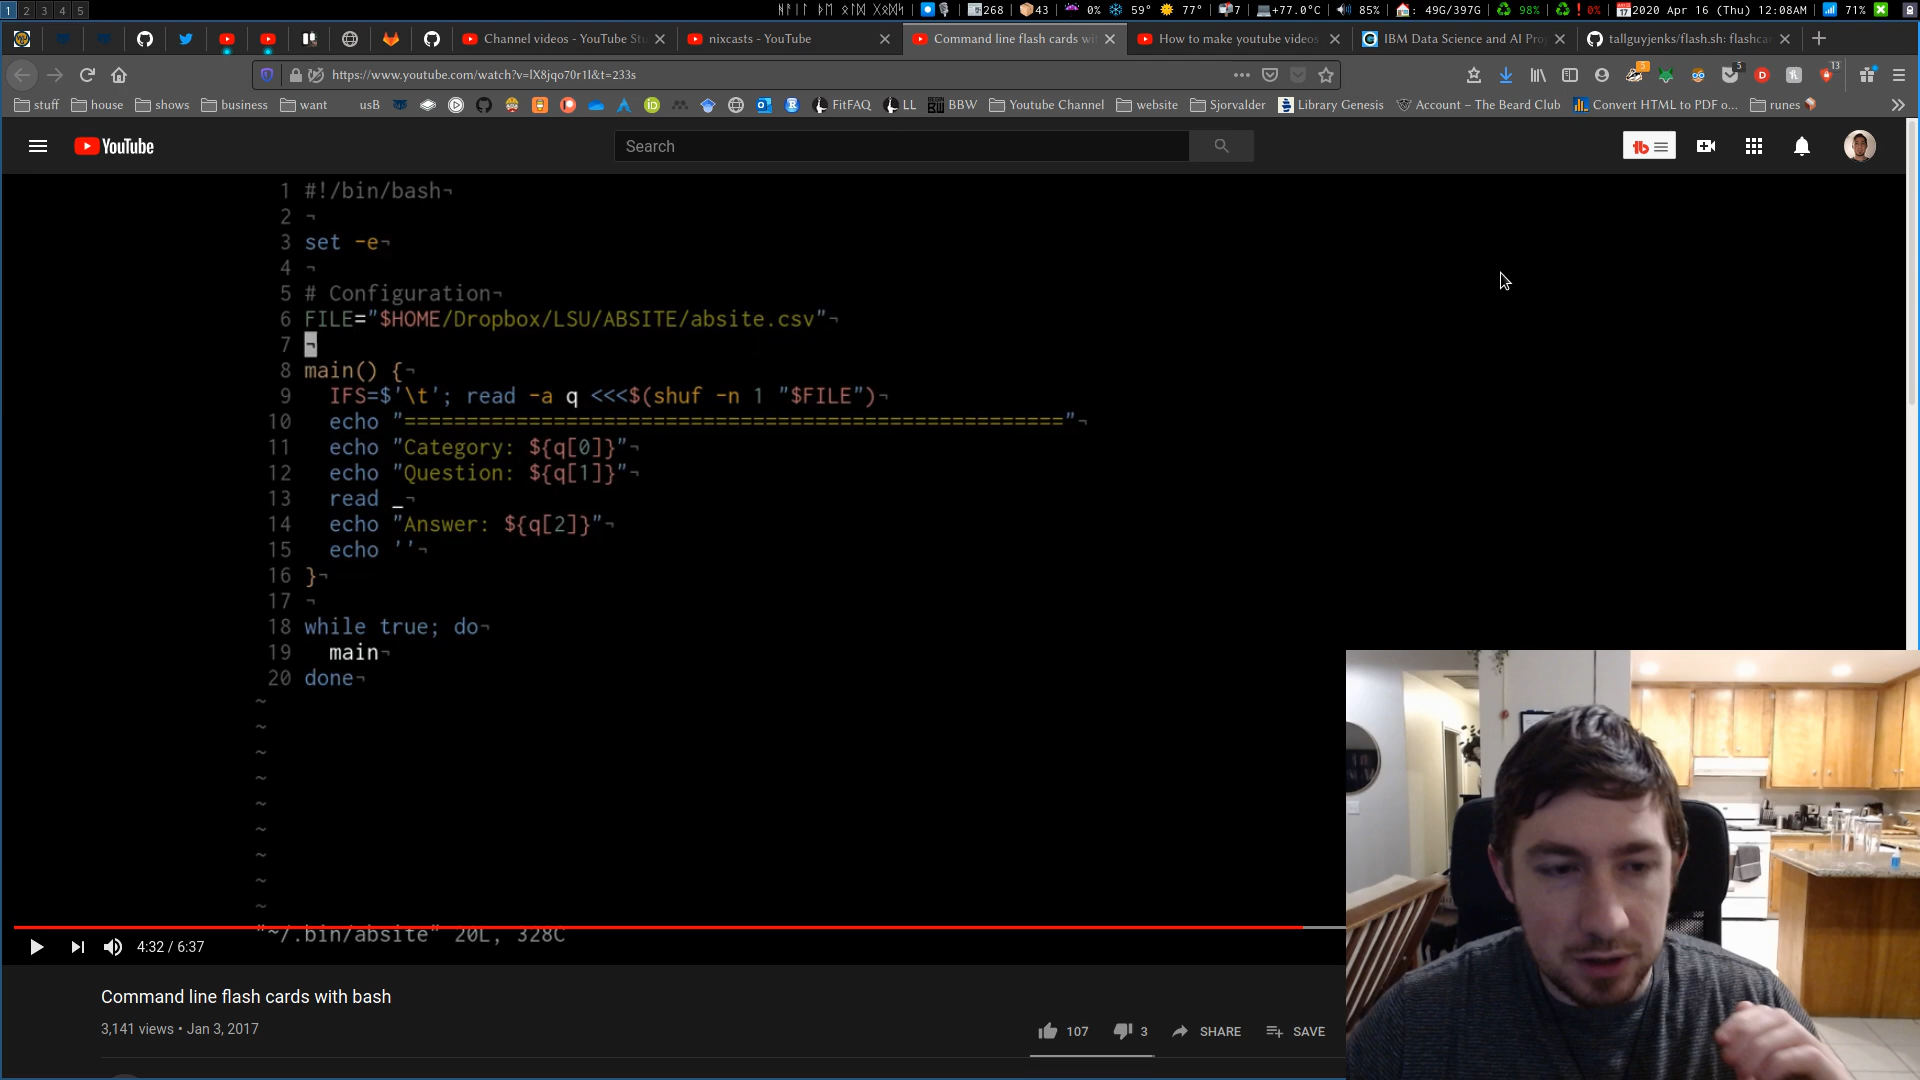 1 2 3 4 5
268 43 0% 59° 77° 7 +77.0°C 85% : 49G/397G 98% ! 0% 2020 Apr 16 (Thu) 12:08AM 71%
Channel videos - YouTube Stu nixcasts - YouTube Command line flash cards wi How to make youtube videos IBM Data Science and AI Pro tallguyjenks/flash.sh: flashcar
https://www.youtube.com/watch?v=lX8jqo70r1I&t=233s
stuff house shows business want usB FitFAQ LL BBW Youtube Channel website Sjorvalder Library Genesis Account – The Beard Club Convert HTML to PDF o... runes
YouTube
Search
1 #!/bin/bash¬
2 ¬
3 set -e¬
4 ¬
5 # Configuration¬
6 FILE="$HOME/Dropbox/LSU/ABSITE/absite.csv"¬
7 ¬
8 main() {¬
9 IFS=$'\t'; read -a q <<<$(shuf -n 1 "$FILE")¬
10 echo "====================================================="¬
11 echo "Category: ${q[0]}"¬
12 echo "Question: ${q[1]}"¬
13 read _¬
14 echo "Answer: ${q[2]}"¬
15 echo ''¬
16 }¬
17 ¬
18 while true; do¬
19 main¬
20 done¬
~
~
~
~
~
~
~
~
~
"~/.bin/absite" 20L, 328C
4:32 / 6:37
Command line flash cards with bash
3,141 views • Jan 3, 2017
107 3 SHARE SAVE